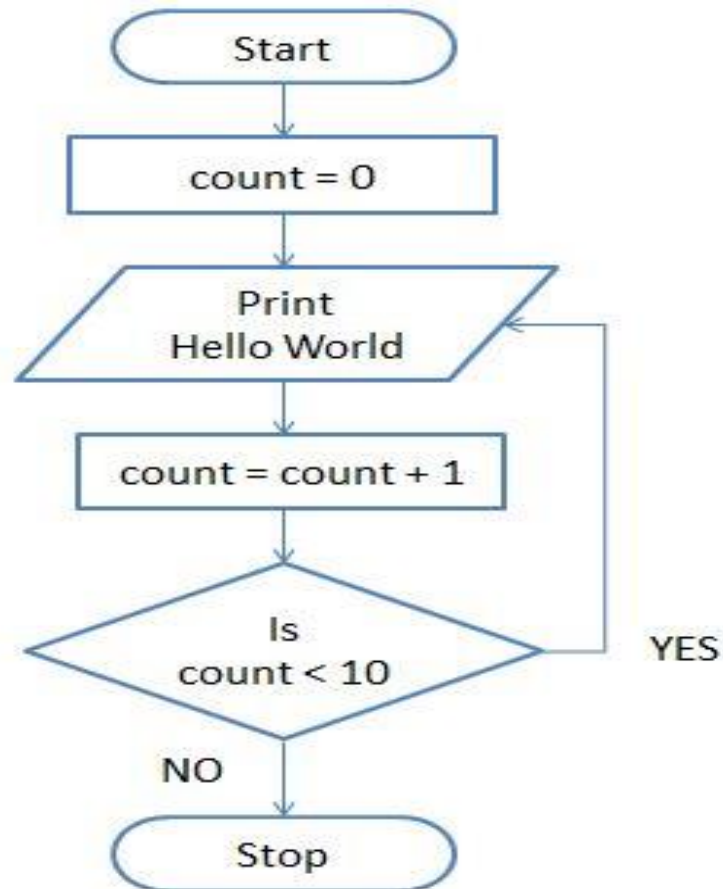 Start
count = 0
Print
Hello World
count = count + 1
Is
count < 10
YES
NO
Stop